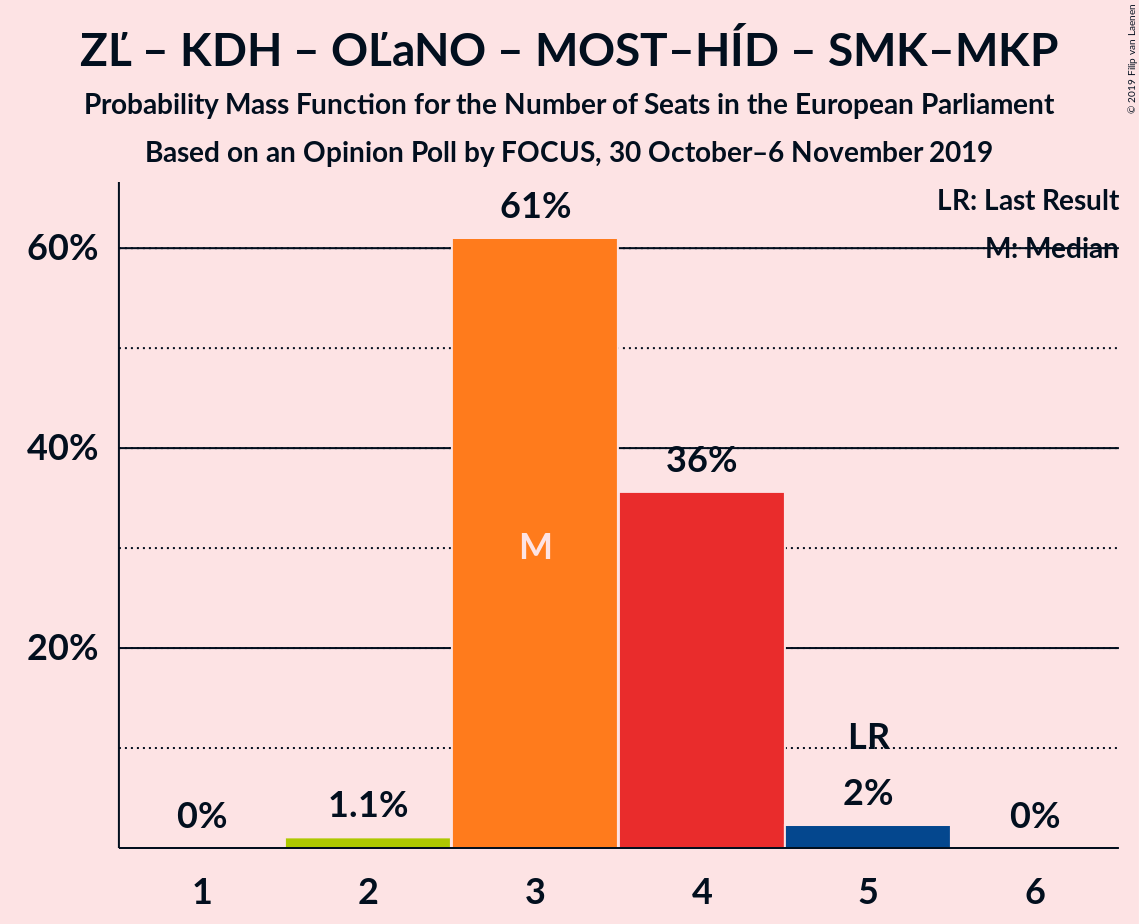 ZĽ – KDH – OĽaNO – MOST–HÍD – SMK–MKP
Probability Mass Function for the Number of Seats in the European Parliament
Based on an Opinion Poll by FOCUS, 30 October–6 November 2019
© 2019 Filip van Laenen
LR: Last Result
M: Median
61%
60%
40%
36%
M
20%
LR
2%
1.1%
0%
0%
1 2 3 4 5 6